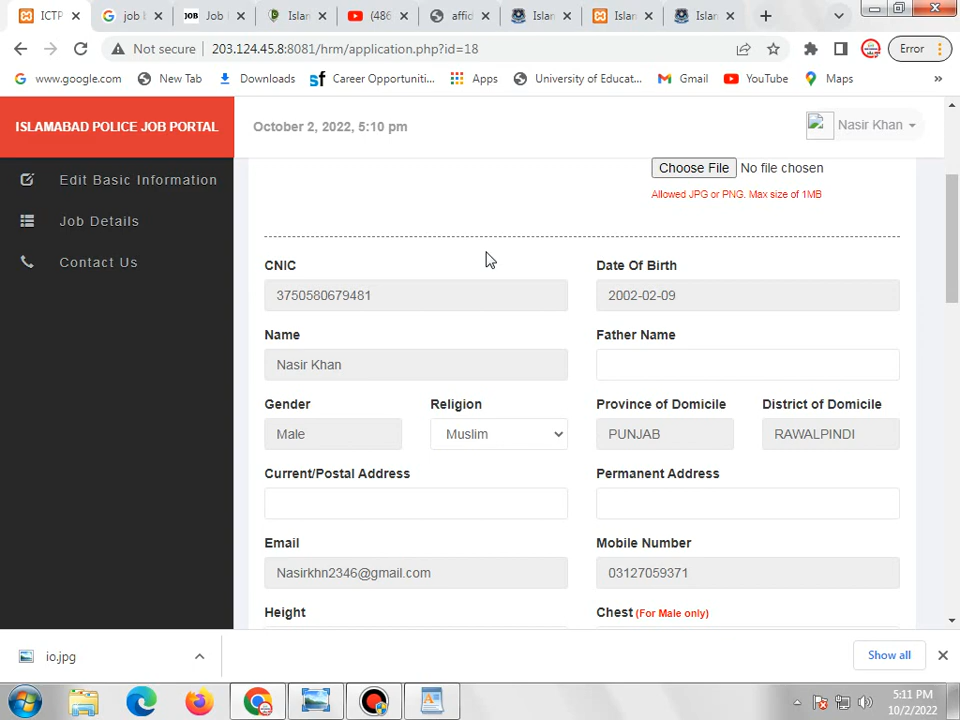 ICTP
job
Job
Islan
(486
affid
Islan
Islan
Islan
Not secure
203.124.45.8:8081/hrm/application.php?id=18
Error
www.google.com
New Tab
Downloads
Career Opportuniti...
Apps
University of Educat...
Gmail
YouTube
Maps
»
ISLAMABAD POLICE JOB PORTAL
October 2, 2022, 5:10 pm
Nasir Khan
Edit Basic Information
Job Details
Contact Us
Choose File No file chosen
Allowed JPG or PNG. Max size of 1MB
CNIC
Date Of Birth
3750580679481
2002-02-09
Name
Father Name
Nasir Khan
Gender
Religion
Province of Domicile
District of Domicile
Male
Muslim
PUNJAB
RAWALPINDI
Current/Postal Address
Permanent Address
Email
Mobile Number
Nasirkhn2346@gmail.com
03127059371
Height
Chest (For Male only)
io.jpg
Show all
5:11 PM
10/2/2022